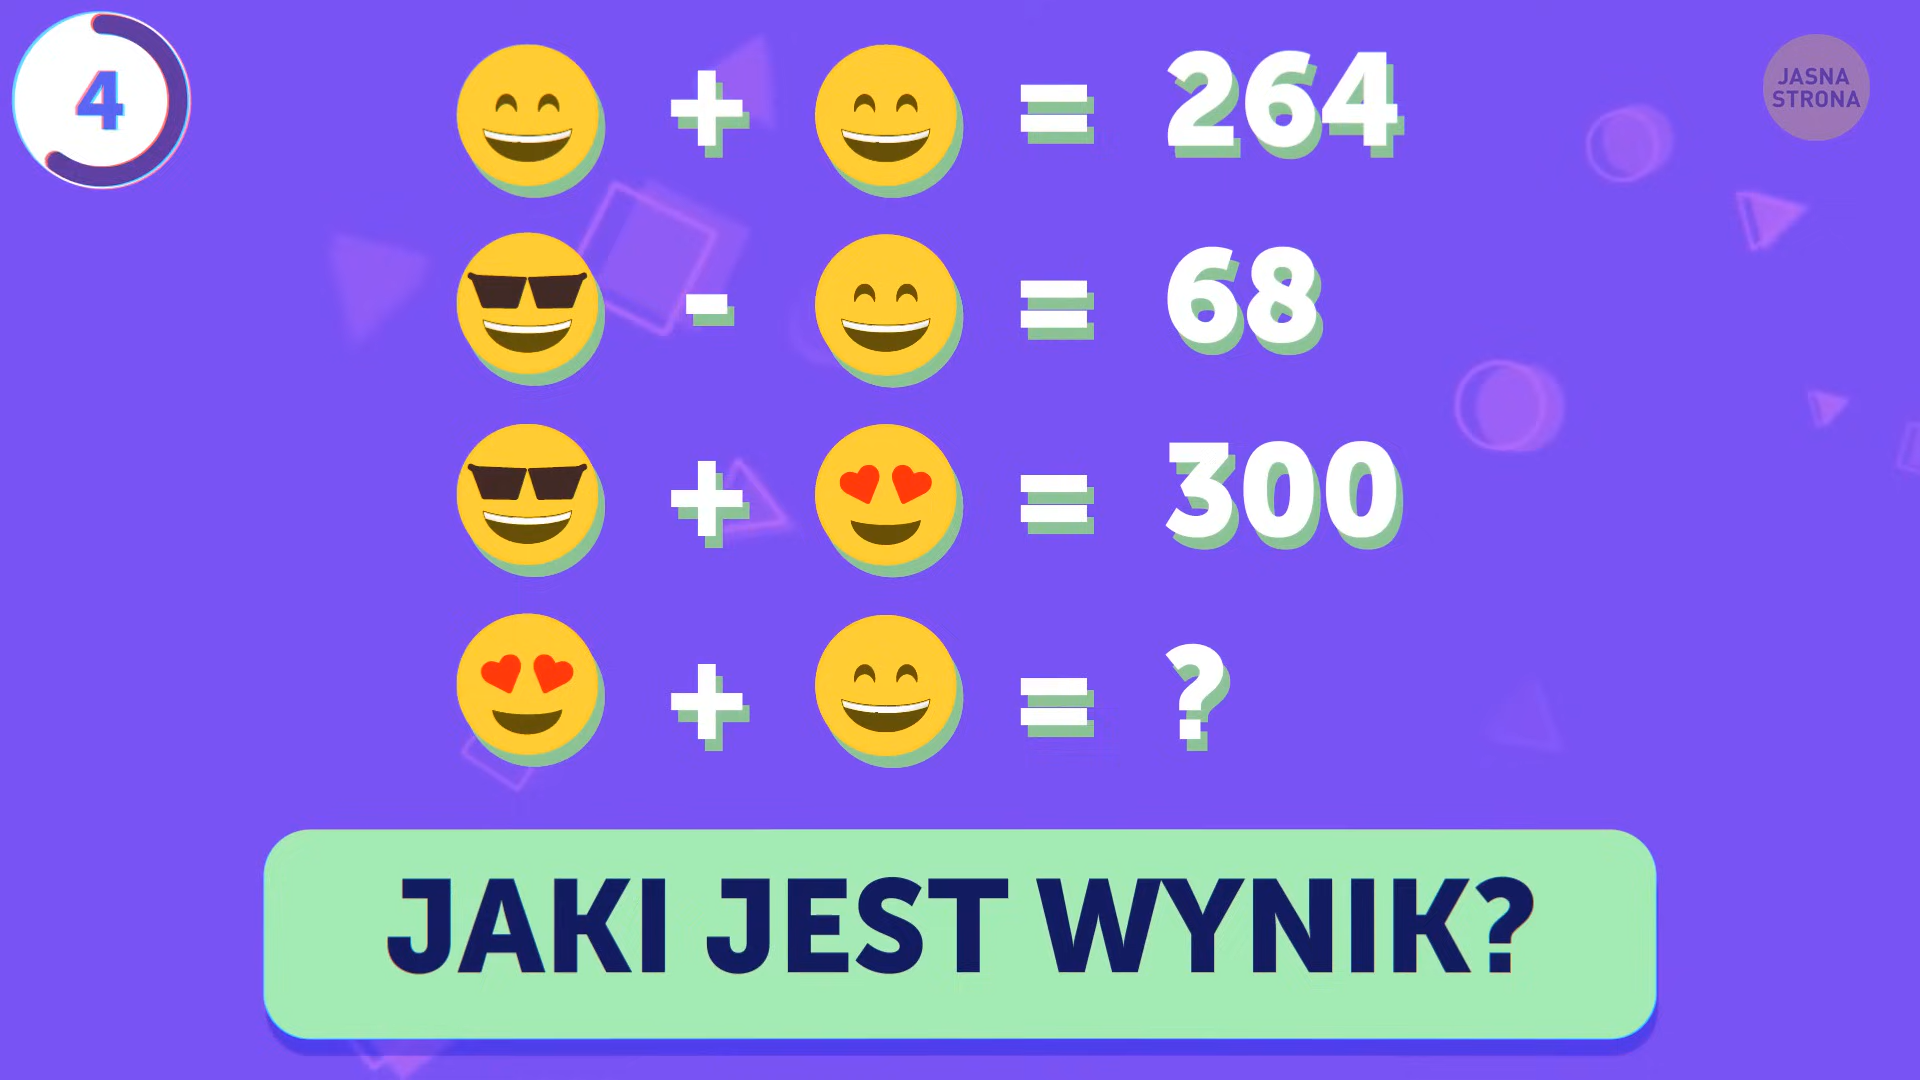 4
😄 + 😄 = 264
😎 - 😄 = 68
😎 + 😍 = 300
😍 + 😄 = ?
JASNA
STRONA
JAKI JEST WYNIK?